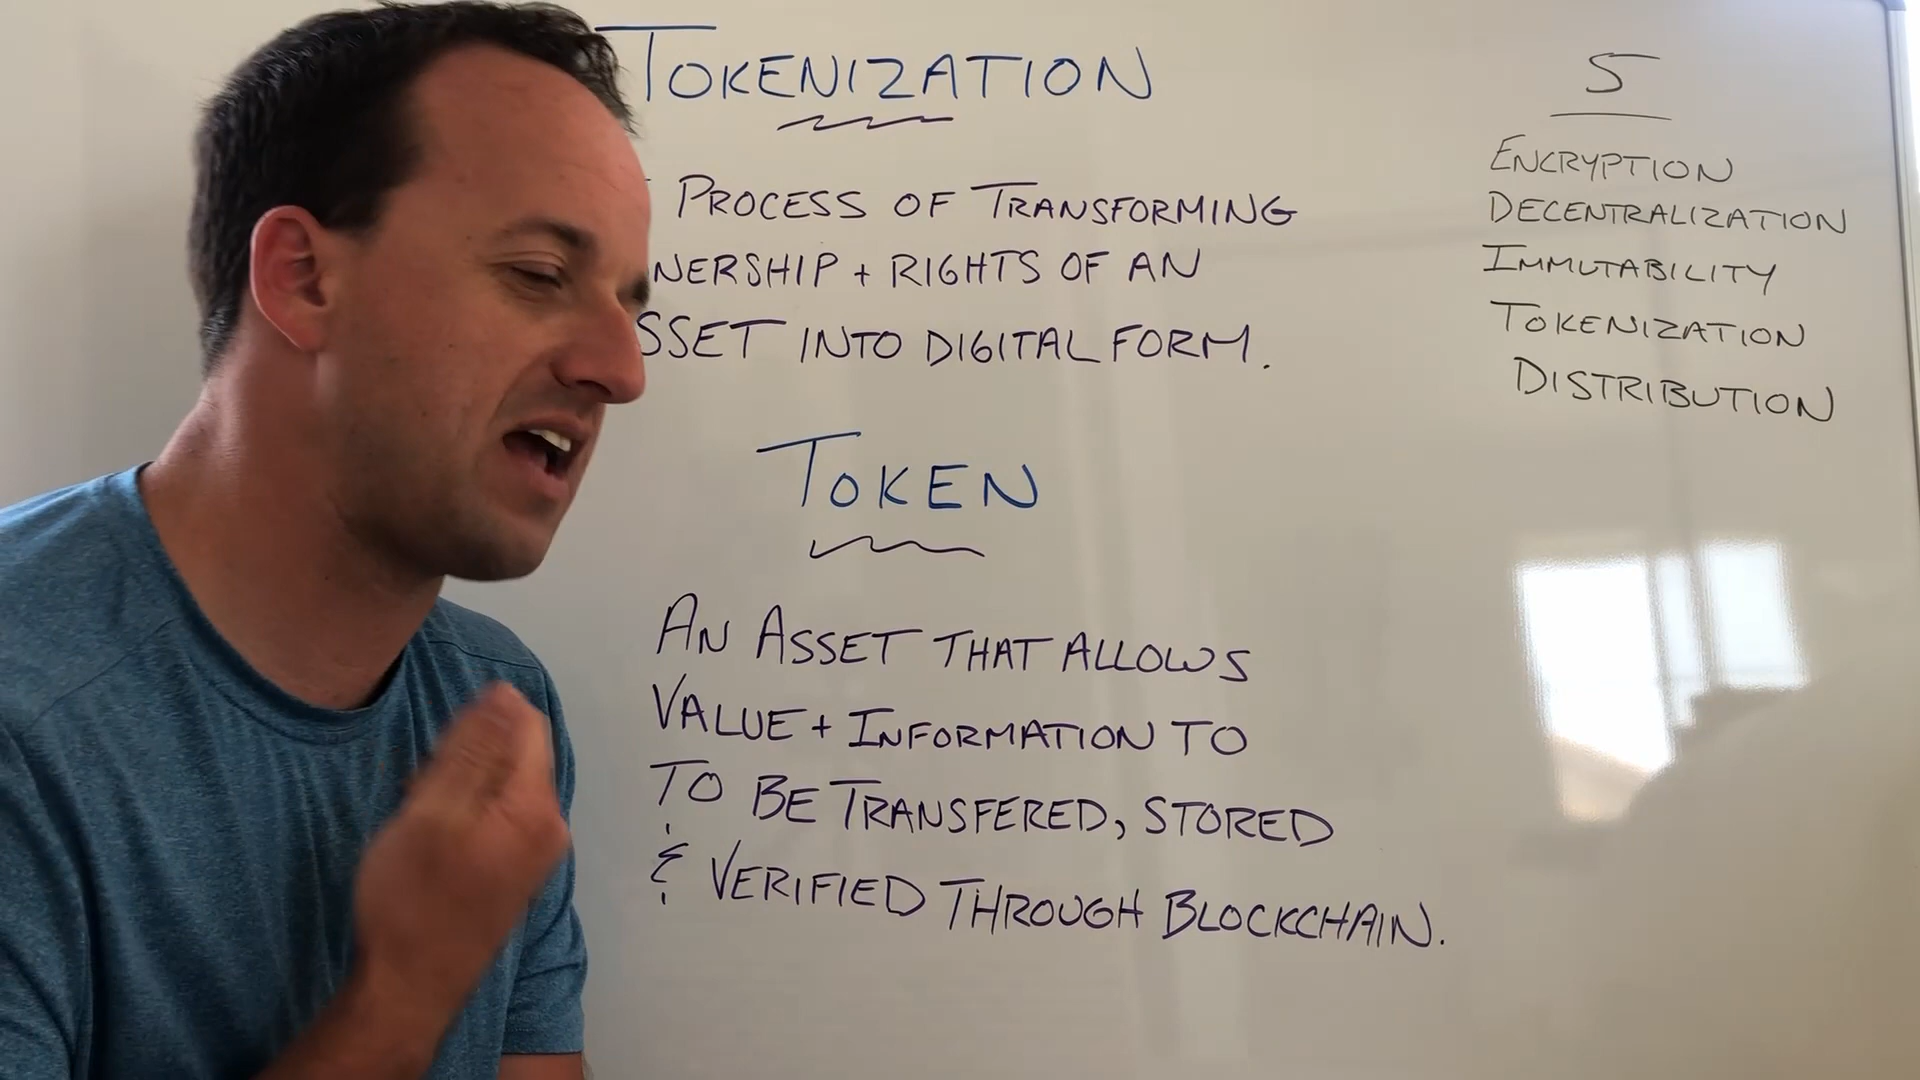 TOKENIZATION
PROCESS OF TRANSFORMING
NERSHIP + RIGHTS OF AN
SSET INTO DIGITAL FORM.
TOKEN
AN ASSET THAT ALLOWS
VALUE + INFORMATION TO
TO BE TRANSFERED, STORED
& VERIFIED THROUGH BLOCKCHAIN.
5
ENCRYPTION
DECENTRALIZATION
IMMUTABILITY
TOKENIZATION
DISTRIBUTION